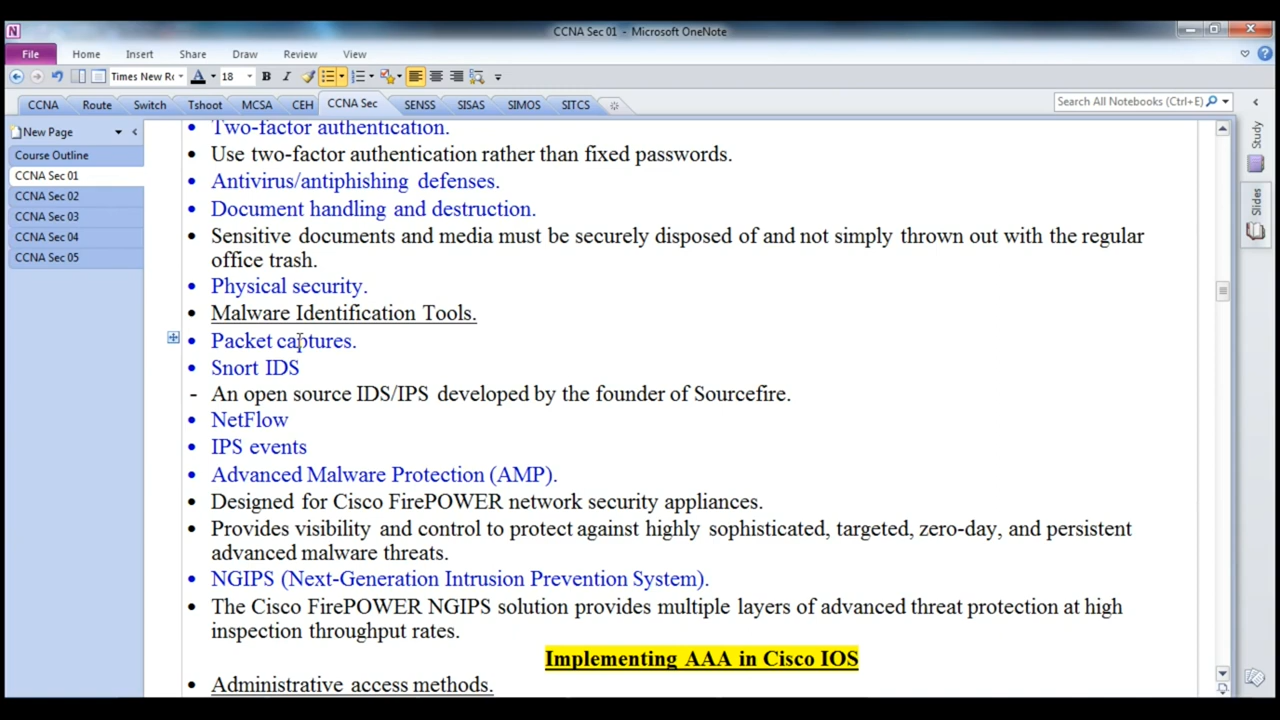 CCNA Sec 01 - Microsoft OneNote
File Home Insert Share Draw Review View
Times New Ro 18 B I
CCNA Route Switch Tshoot MCSA CEH CCNA Sec SENSS SISAS SIMOS SITCS Search All Notebooks (Ctrl+E)
New Page
Course Outline
CCNA Sec 01
CCNA Sec 02
CCNA Sec 03
CCNA Sec 04
CCNA Sec 05
• Two-factor authentication.
• Use two-factor authentication rather than fixed passwords.
• Antivirus/antiphishing defenses.
• Document handling and destruction.
• Sensitive documents and media must be securely disposed of and not simply thrown out with the regular
office trash.
• Physical security.
• Malware Identification Tools.
• Packet captures.
• Snort IDS
- An open source IDS/IPS developed by the founder of Sourcefire.
• NetFlow
• IPS events
• Advanced Malware Protection (AMP).
• Designed for Cisco FirePOWER network security appliances.
• Provides visibility and control to protect against highly sophisticated, targeted, zero-day, and persistent
advanced malware threats.
• NGIPS (Next-Generation Intrusion Prevention System).
• The Cisco FirePOWER NGIPS solution provides multiple layers of advanced threat protection at high
inspection throughput rates.
Implementing AAA in Cisco IOS
• Administrative access methods.
Study
Slides